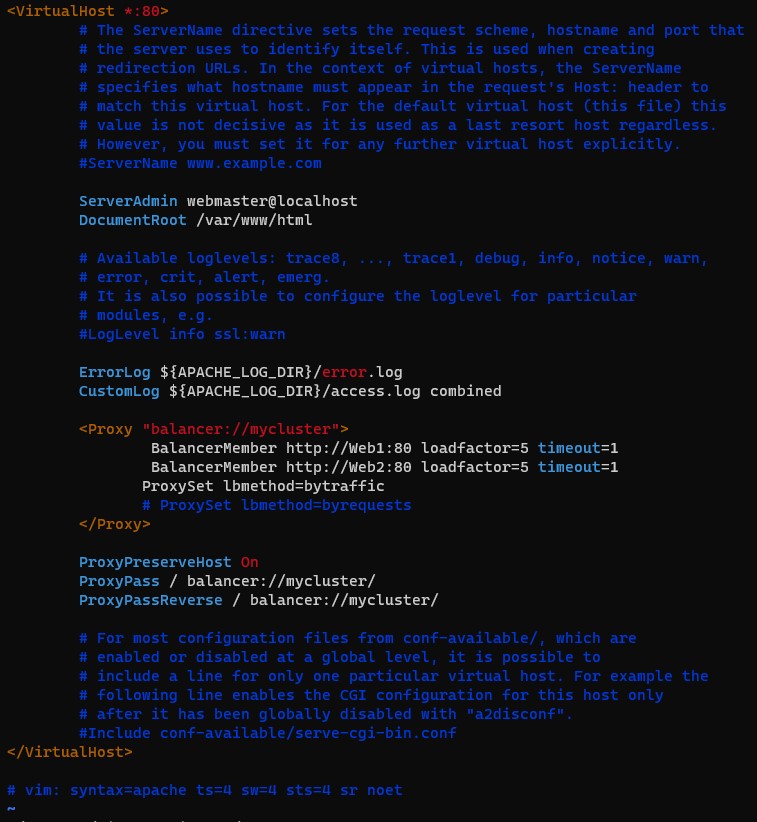 <VirtualHost *:80>
# The ServerName directive sets the request scheme, hostname and port that
# the server uses to identify itself. This is used when creating
# redirection URLs. In the context of virtual hosts, the ServerName
# specifies what hostname must appear in the request's Host: header to
# match this virtual host. For the default virtual host (this file) this
# value is not decisive as it is used as a last resort host regardless.
# However, you must set it for any further virtual host explicitly.
#ServerName www.example.com
ServerAdmin webmaster@localhost
DocumentRoot /var/www/html
# Available loglevels: trace8, ..., trace1, debug, info, notice, warn,
# error, crit, alert, emerg.
# It is also possible to configure the loglevel for particular
# modules, e.g.
#LogLevel info ssl:warn
ErrorLog ${APACHE_LOG_DIR}/error.log
CustomLog ${APACHE_LOG_DIR}/access.log combined
<Proxy "balancer://mycluster">
BalancerMember http://Web1:80 loadfactor=5 timeout=1
BalancerMember http://Web2:80 loadfactor=5 timeout=1
ProxySet lbmethod=bytraffic
# ProxySet lbmethod=byrequests
</Proxy>
ProxyPreserveHost On
ProxyPass / balancer://mycluster/
ProxyPassReverse / balancer://mycluster/
# For most configuration files from conf-available/, which are
# enabled or disabled at a global level, it is possible to
# include a line for only one particular virtual host. For example the
# following line enables the CGI configuration for this host only
# after it has been globally disabled with "a2disconf".
#Include conf-available/serve-cgi-bin.conf
</VirtualHost>
# vim: syntax=apache ts=4 sw=4 sts=4 sr noet
~